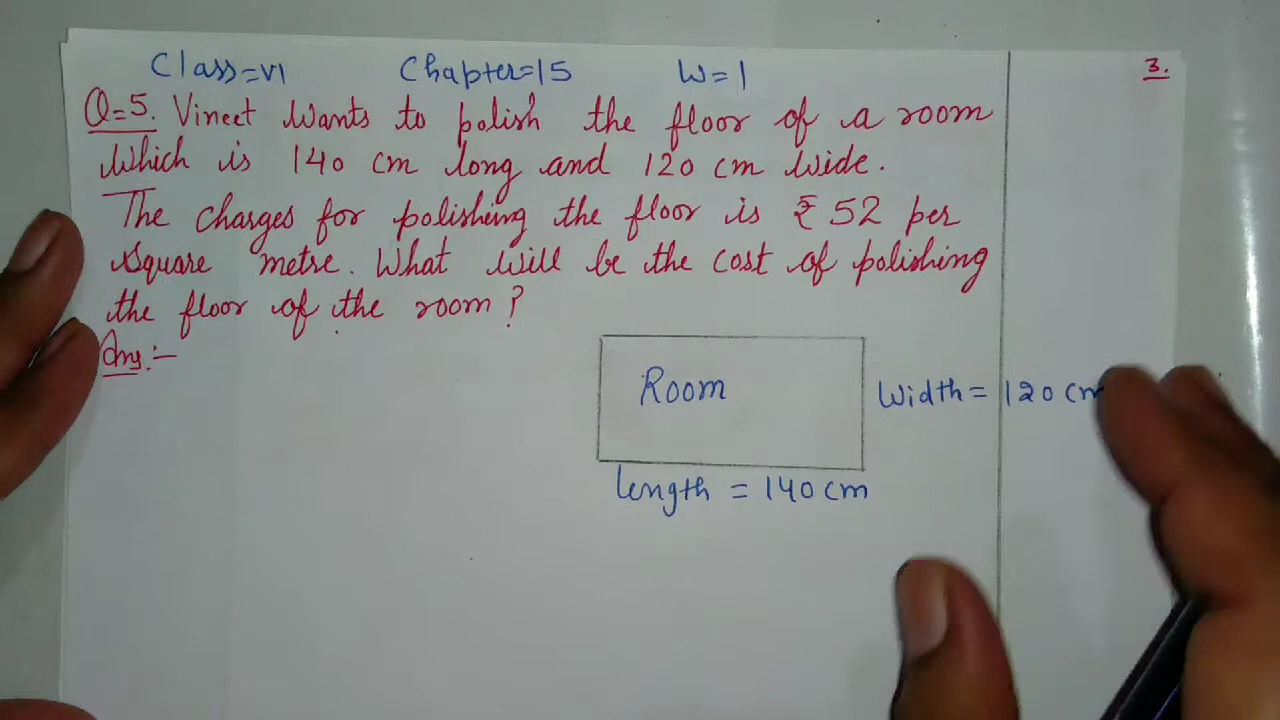 Class=VI Chapter=15 W=1
3.
Q=5. Vineet wants to polish the floor of a room
which is 140 cm long and 120 cm wide.
The charges for polishing the floor is ₹ 52 per
square metre. What will be the cost of polishing
the floor of the room?
Ans:-
Room
Width = 120 cm
length = 140 cm